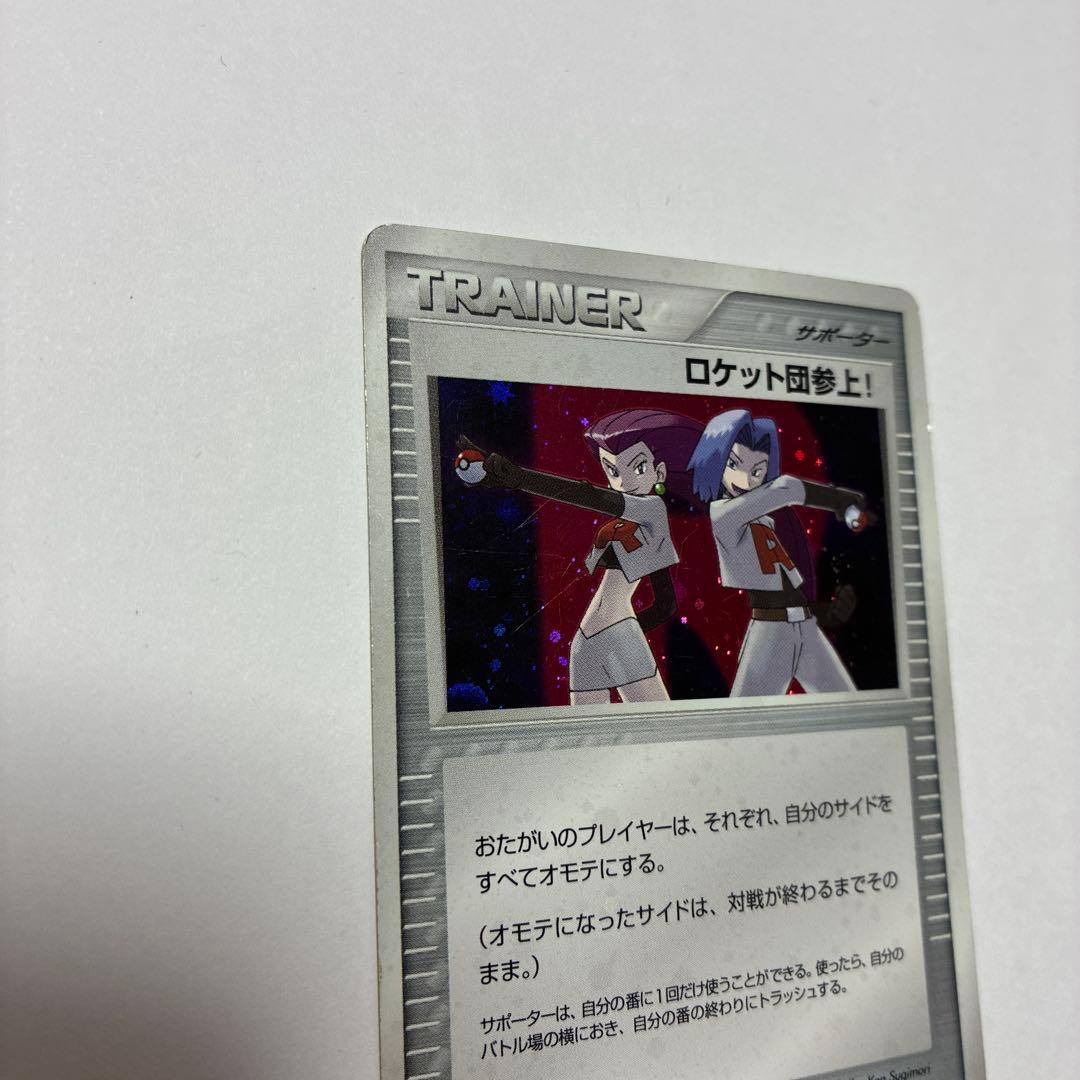 TRAINER
サポーター
ロケット団参上!
R
R
おたがいのプレイヤーは、それぞれ、自分のサイドを
すべてオモテにする。
(オモテになったサイドは、対戦が終わるまでその
まま。)
サポーターは、自分の番に1回だけ使うことができる。使ったら、自分の
バトル場の横におき、自分の番の終わりにトラッシュする。
Ken Sugimori